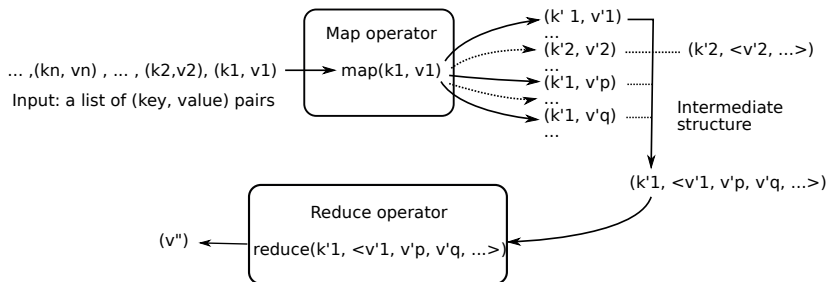 Map operator
(k' 1, v'1)
...
(k'2, v'2)
(k'2, <v'2, ...>)
... ,(kn, vn) , ... , (k2,v2), (k1, v1)
map(k1, v1)
...
(k'1, v'p)
Input: a list of (key, value) pairs
...
(k'1, v'q)
...
Intermediate
structure
(k'1, <v'1, v'p, v'q, ...>)
Reduce operator
(v")
reduce(k'1, <v'1, v'p, v'q, ...>)